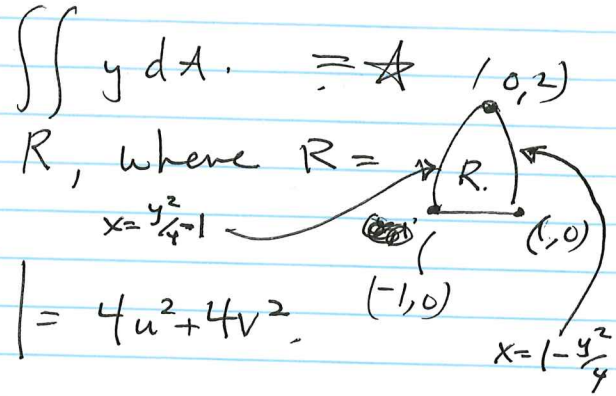 ∬ y dA. = ☆
(0,2)
R, where R =
R.
x = y²/4 - 1
(1,0)
(-1,0)
| = 4u² + 4v².
x = 1 - y²/4